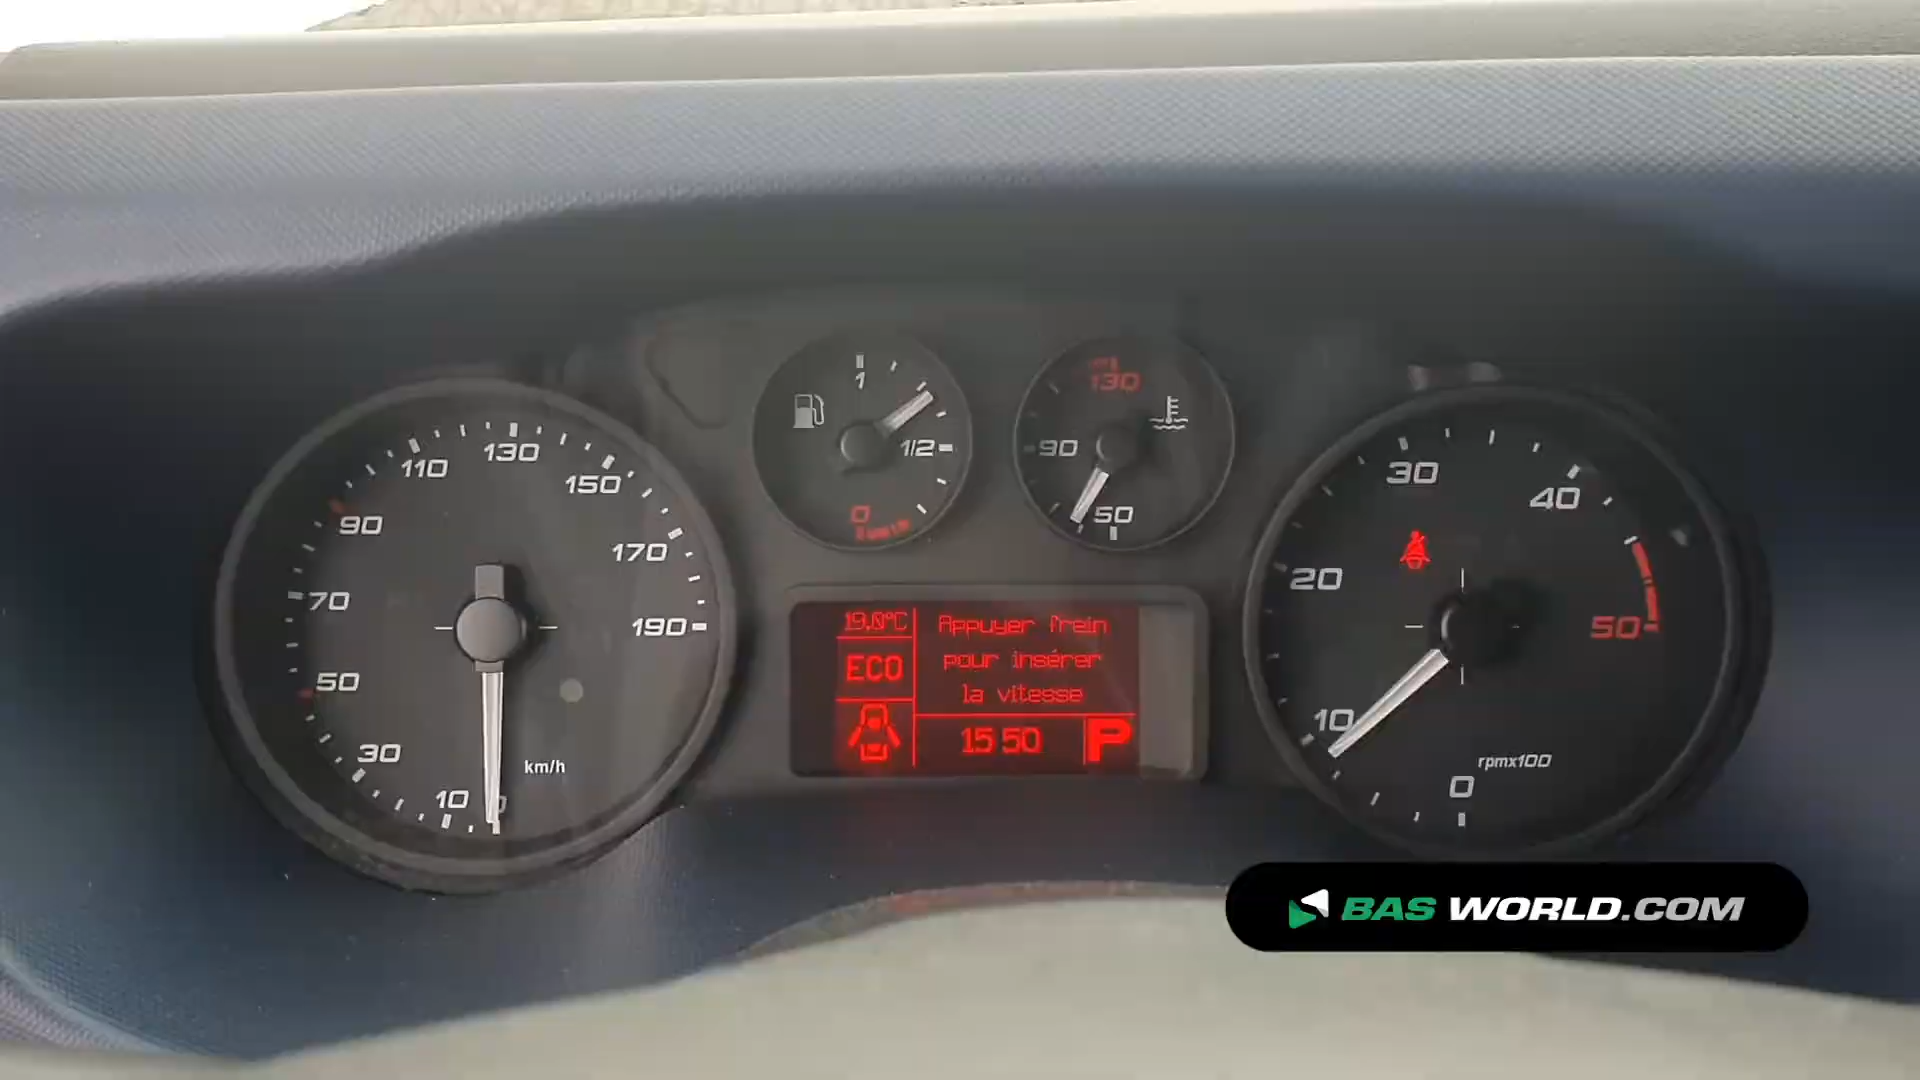 1
1/2
0
130
90
50
10
30
50
70
90
110
130
150
170
190
km/h
0
10
20
30
40
50
rpmx100
19.0°C
ECO
Appuyer frein
pour insérer
la vitesse
15 50
P
BAS WORLD.COM